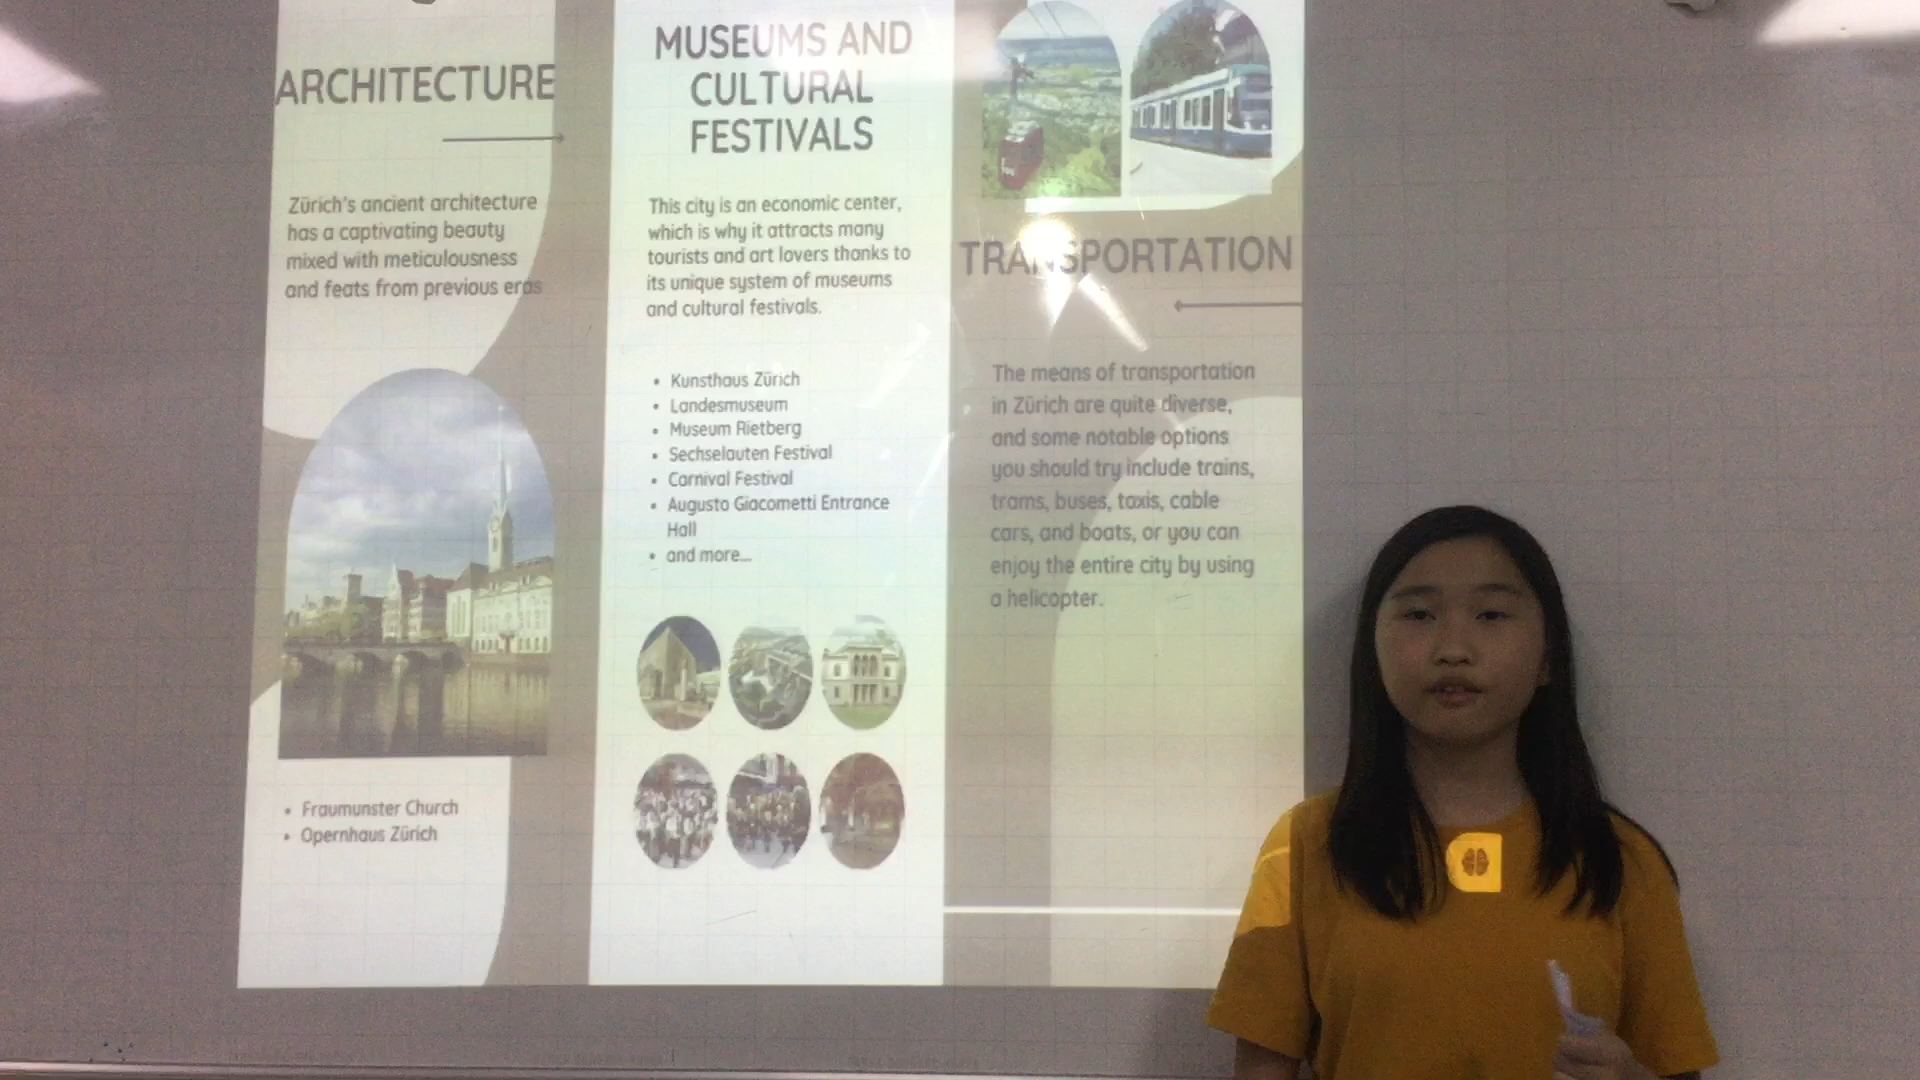 ARCHITECTURE
Zürich's ancient architecture
has a captivating beauty
mixed with meticulousness
and feats from previous eras
• Fraumunster Church
• Opernhaus Zürich
MUSEUMS AND
CULTURAL
FESTIVALS
This city is an economic center,
which is why it attracts many
tourists and art lovers thanks to
its unique system of museums
and cultural festivals.
• Kunsthaus Zürich
• Landesmuseum
• Museum Rietberg
• Sechselauten Festival
• Carnival Festival
• Augusto Giacometti Entrance
Hall
• and more...
TRANSPORTATION
The means of transportation
in Zürich are quite diverse,
and some notable options
you should try include trains,
trams, buses, taxis, cable
cars, and boats, or you can
enjoy the entire city by using
a helicopter.